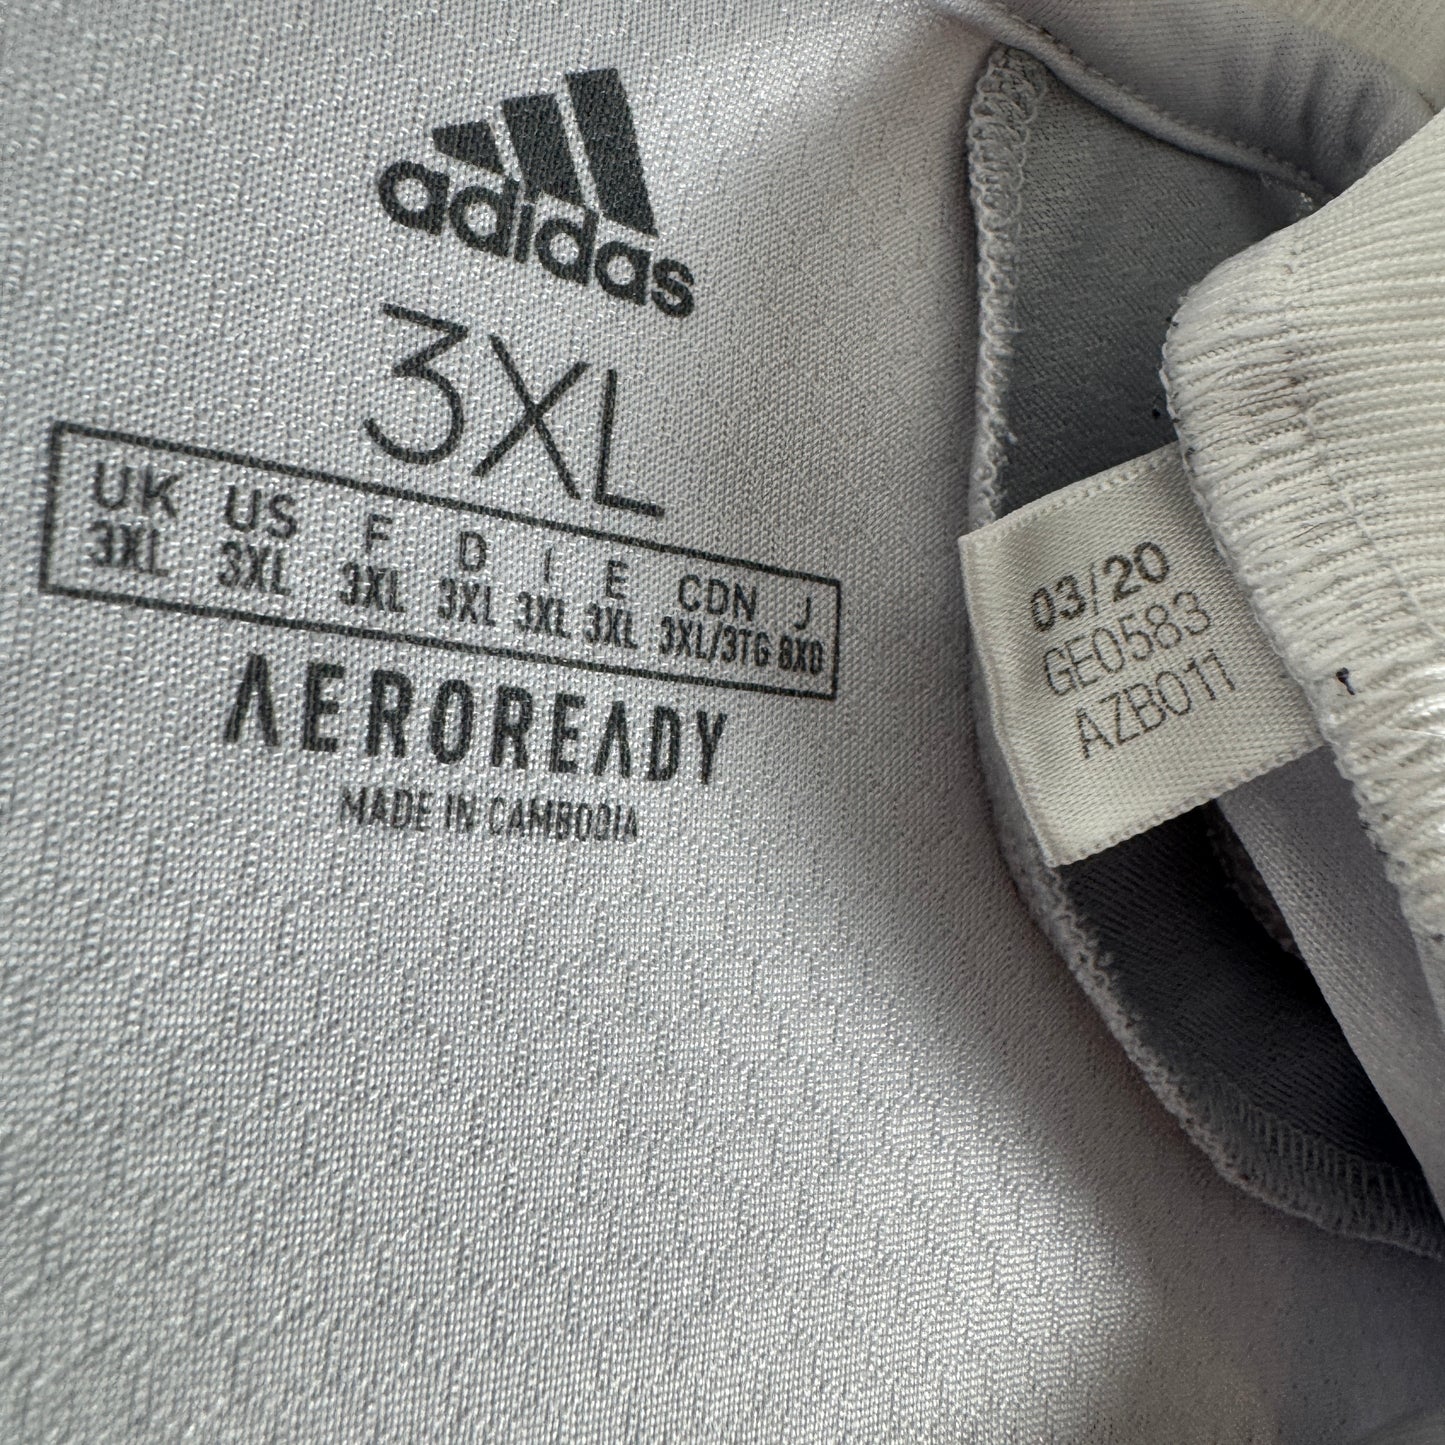 adidas
3XL
UK US F D I E CDN J
3XL 3XL 3XL 3XL 3XL 3XL 3XL/3TG 8XO
AEROREADY
MADE IN CAMBODIA
03/20
GE0583
AZB011